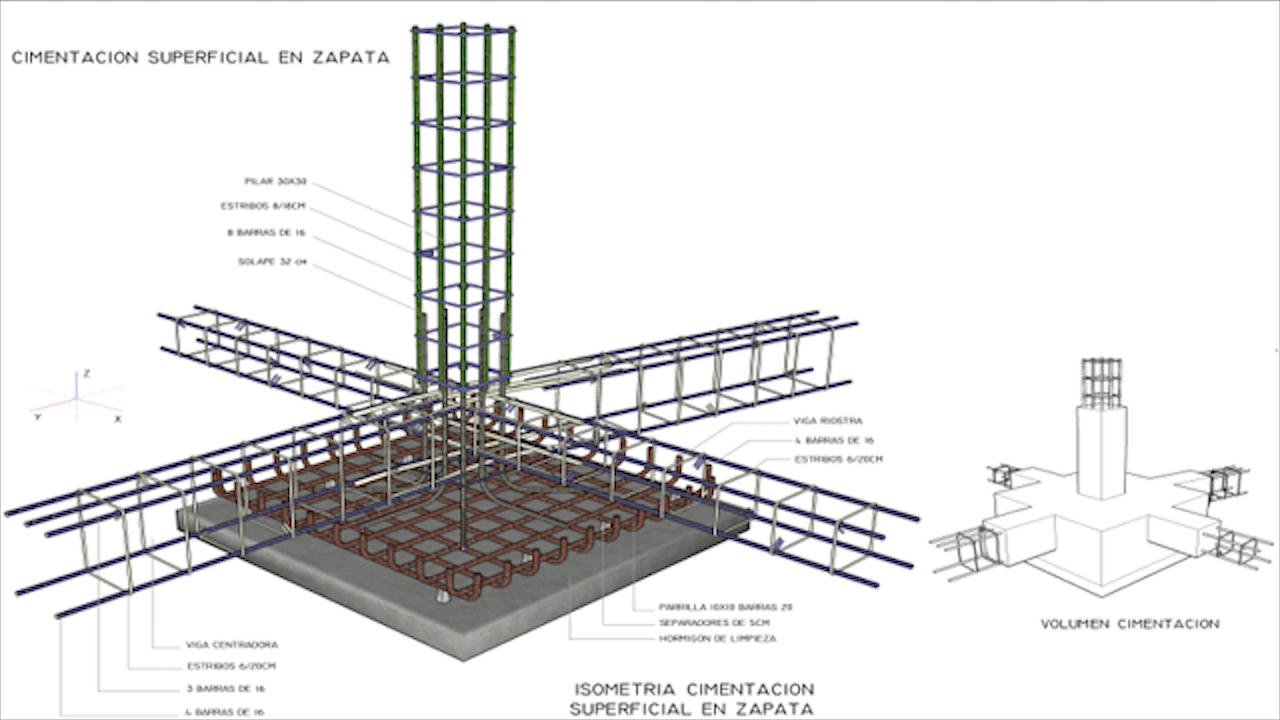 CIMENTACION SUPERFICIAL EN ZAPATA
PILAR 30X30
ESTRIBOS 8/18CM
8 BARRAS DE 16
SOLAPE 32 cm
Z
Y
X
VIGA RIOSTRA
4 BARRAS DE 16
ESTRIBOS 6/20CM
PARRILLA 10X10 BARRAS 20
SEPARADORES DE 5CM
HORMIGON DE LIMPIEZA
VOLUMEN CIMENTACION
VIGA CENTRADORA
ESTRIBOS 6/20CM
3 BARRAS DE 16
4 BARRAS DE 16
ISOMETRIA CIMENTACION
SUPERFICIAL EN ZAPATA